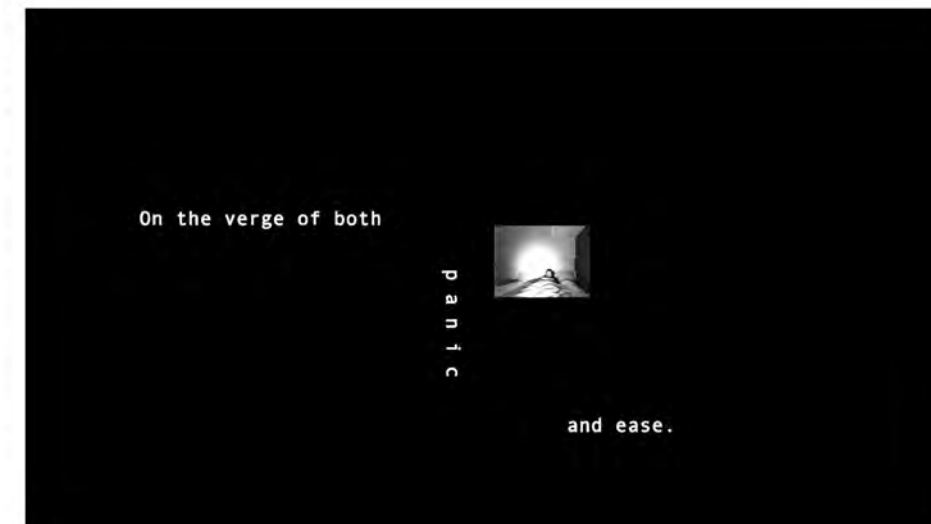 On the verge of both
panic
and ease.